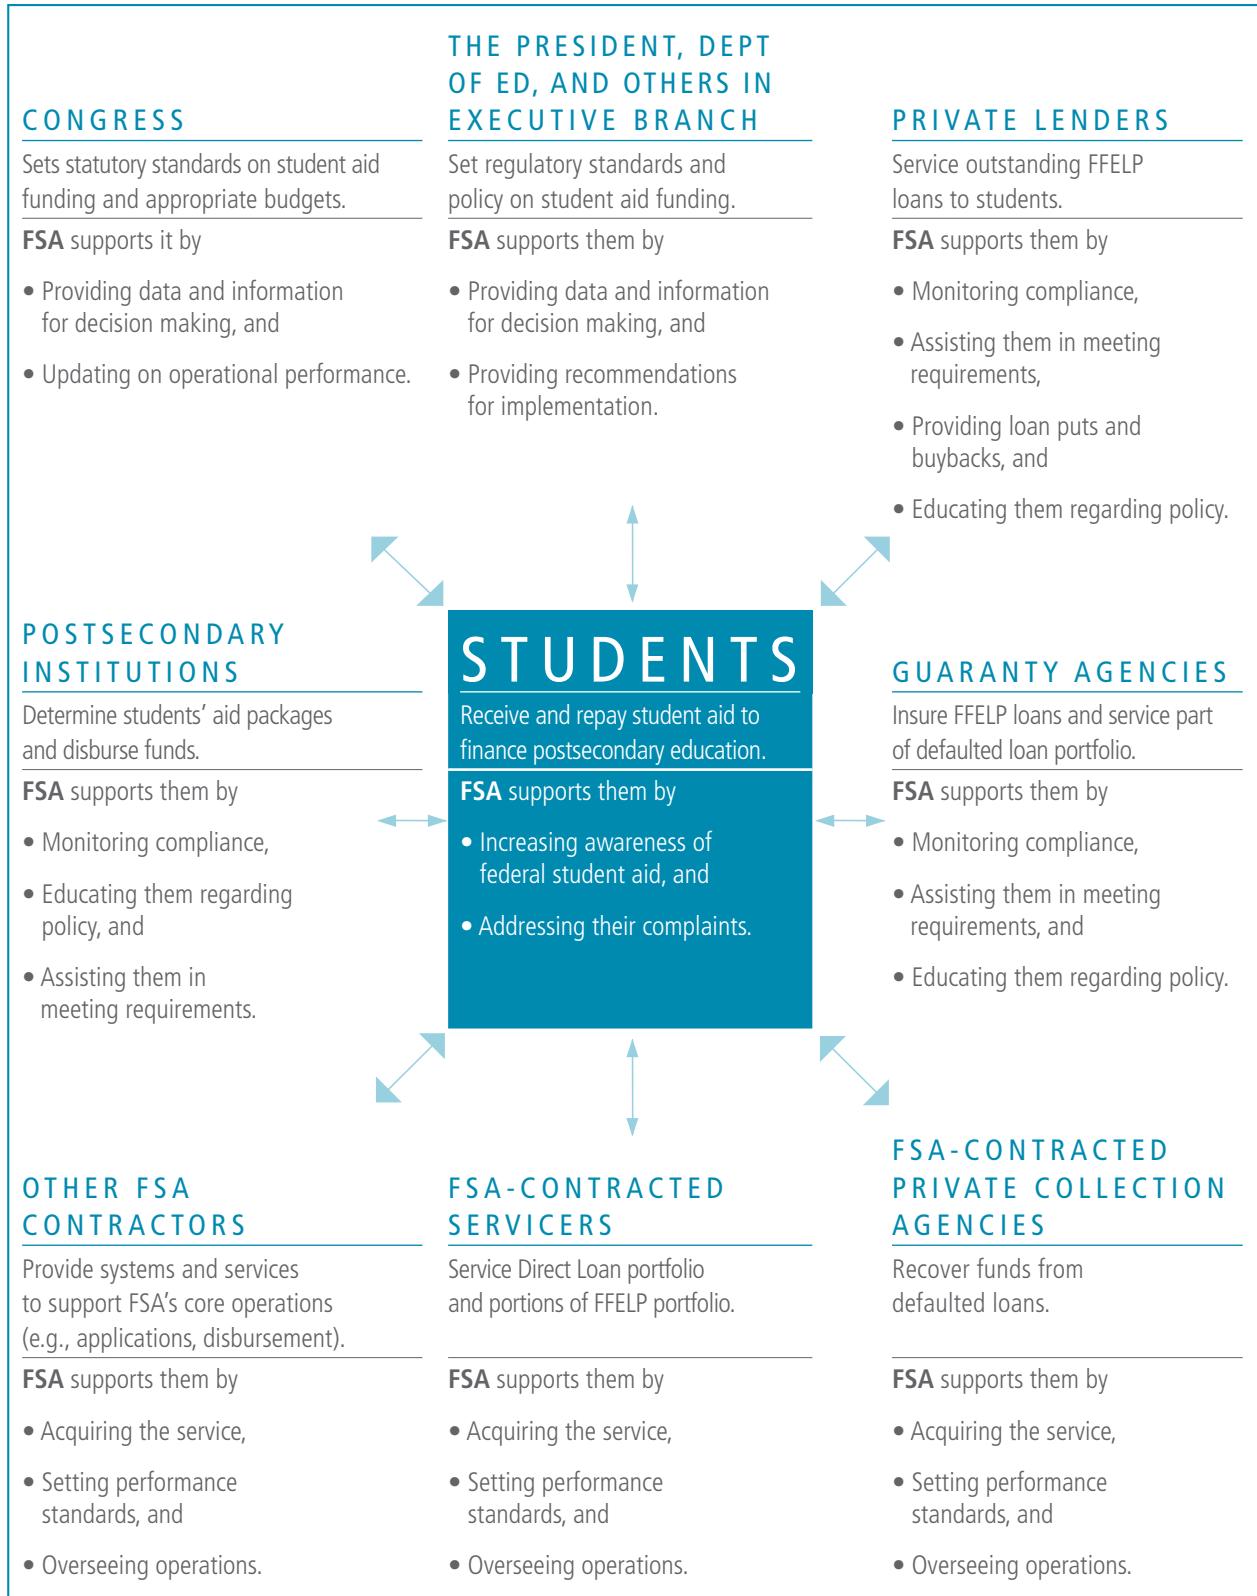 CONGRESS
Sets statutory standards on student aid
funding and appropriate budgets.
FSA supports it by
• Providing data and information
for decision making, and
• Updating on operational performance.
THE PRESIDENT, DEPT
OF ED, AND OTHERS IN
EXECUTIVE BRANCH
Set regulatory standards and
policy on student aid funding.
FSA supports them by
• Providing data and information
for decision making, and
• Providing recommendations
for implementation.
PRIVATE LENDERS
Service outstanding FFELP
loans to students.
FSA supports them by
• Monitoring compliance,
• Assisting them in meeting
requirements,
• Providing loan puts and
buybacks, and
• Educating them regarding policy.
POSTSECONDARY
INSTITUTIONS
Determine students’ aid packages
and disburse funds.
FSA supports them by
• Monitoring compliance,
• Educating them regarding
policy, and
• Assisting them in
meeting requirements.
STUDENTS
Receive and repay student aid to
finance postsecondary education.
FSA supports them by
• Increasing awareness of
federal student aid, and
• Addressing their complaints.
GUARANTY AGENCIES
Insure FFELP loans and service part
of defaulted loan portfolio.
FSA supports them by
• Monitoring compliance,
• Assisting them in meeting
requirements, and
• Educating them regarding policy.
OTHER FSA
CONTRACTORS
Provide systems and services
to support FSA’s core operations
(e.g., applications, disbursement).
FSA supports them by
• Acquiring the service,
• Setting performance
standards, and
• Overseeing operations.
FSA-CONTRACTED
SERVICERS
Service Direct Loan portfolio
and portions of FFELP portfolio.
FSA supports them by
• Acquiring the service,
• Setting performance
standards, and
• Overseeing operations.
FSA-CONTRACTED
PRIVATE COLLECTION
AGENCIES
Recover funds from
defaulted loans.
FSA supports them by
• Acquiring the service,
• Setting performance
standards, and
• Overseeing operations.